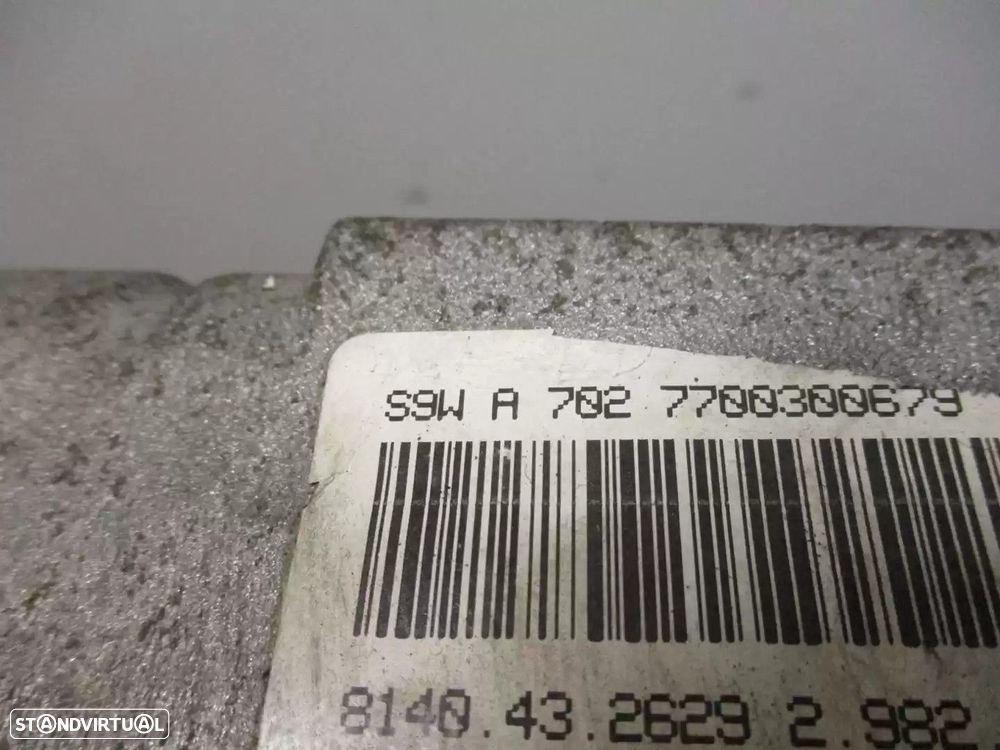 S9W A 702 7700300679
8140.43.2629 2.982
STANDVIRTUAL